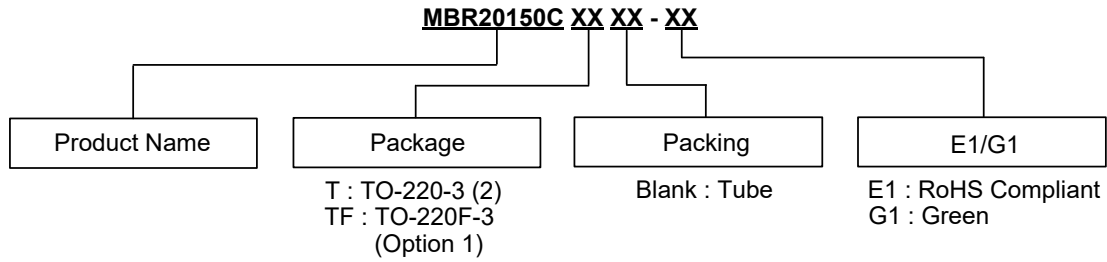 MBR20150C XX XX - XX
Product Name
Package
Packing
E1/G1
T : TO-220-3 (2)
TF : TO-220F-3
(Option 1)
Blank : Tube
E1 : RoHS Compliant
G1 : Green